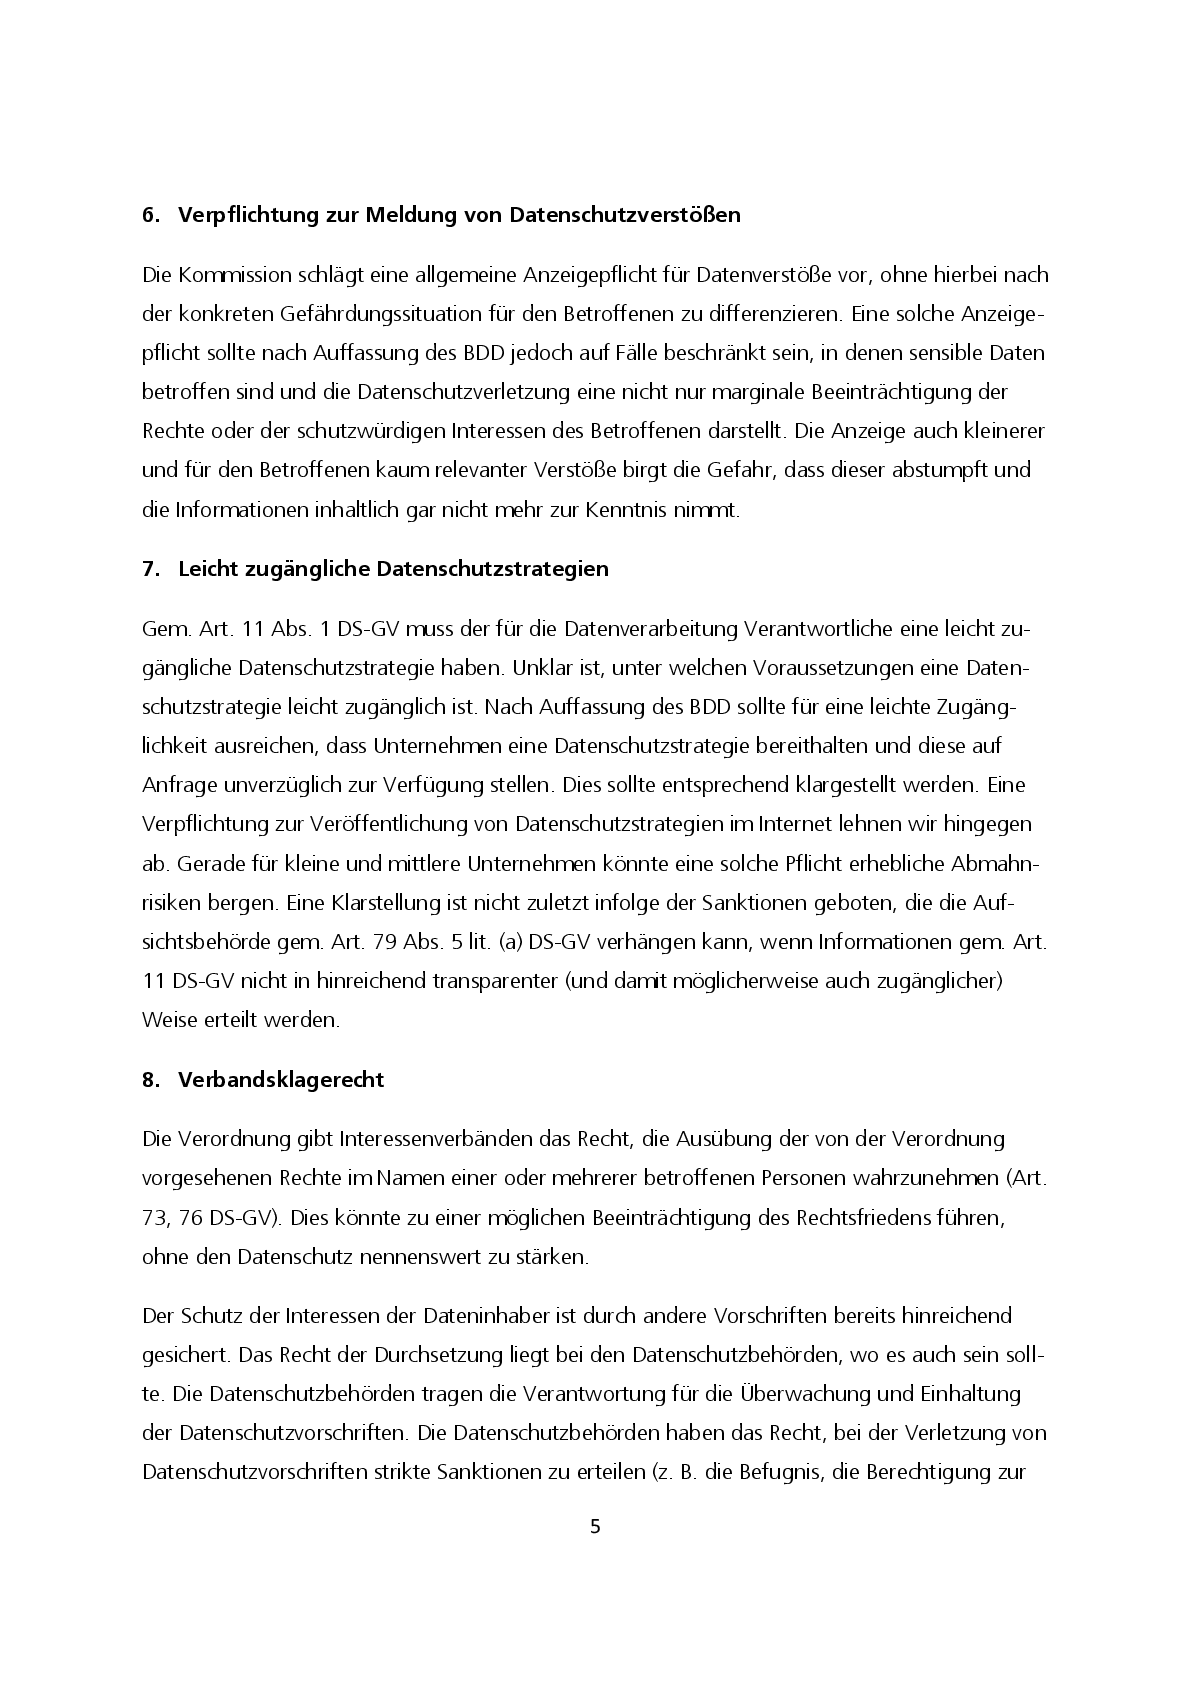 6. Verpflichtung zur Meldung von Datenschutzverstößen
Die Kommission schlägt eine allgemeine Anzeigepflicht für Datenverstöße vor, ohne hierbei nach
der konkreten Gefährdungssituation für den Betroffenen zu differenzieren. Eine solche Anzeige-
pflicht sollte nach Auffassung des BDD jedoch auf Fälle beschränkt sein, in denen sensible Daten
betroffen sind und die Datenschutzverletzung eine nicht nur marginale Beeinträchtigung der
Rechte oder der schutzwürdigen Interessen des Betroffenen darstellt. Die Anzeige auch kleinerer
und für den Betroffenen kaum relevanter Verstöße birgt die Gefahr, dass dieser abstumpft und
die Informationen inhaltlich gar nicht mehr zur Kenntnis nimmt.
7. Leicht zugängliche Datenschutzstrategien
Gem. Art. 11 Abs. 1 DS-GV muss der für die Datenverarbeitung Verantwortliche eine leicht zu-
gängliche Datenschutzstrategie haben. Unklar ist, unter welchen Voraussetzungen eine Daten-
schutzstrategie leicht zugänglich ist. Nach Auffassung des BDD sollte für eine leichte Zugäng-
lichkeit ausreichen, dass Unternehmen eine Datenschutzstrategie bereithalten und diese auf
Anfrage unverzüglich zur Verfügung stellen. Dies sollte entsprechend klargestellt werden. Eine
Verpflichtung zur Veröffentlichung von Datenschutzstrategien im Internet lehnen wir hingegen
ab. Gerade für kleine und mittlere Unternehmen könnte eine solche Pflicht erhebliche Abmahn-
risiken bergen. Eine Klarstellung ist nicht zuletzt infolge der Sanktionen geboten, die die Auf-
sichtsbehörde gem. Art. 79 Abs. 5 lit. (a) DS-GV verhängen kann, wenn Informationen gem. Art.
11 DS-GV nicht in hinreichend transparenter (und damit möglicherweise auch zugänglicher)
Weise erteilt werden.
8. Verbandsklagerecht
Die Verordnung gibt Interessenverbänden das Recht, die Ausübung der von der Verordnung
vorgesehenen Rechte im Namen einer oder mehrerer betroffenen Personen wahrzunehmen (Art.
73, 76 DS-GV). Dies könnte zu einer möglichen Beeinträchtigung des Rechtsfriedens führen,
ohne den Datenschutz nennenswert zu stärken.
Der Schutz der Interessen der Dateninhaber ist durch andere Vorschriften bereits hinreichend
gesichert. Das Recht der Durchsetzung liegt bei den Datenschutzbehörden, wo es auch sein soll-
te. Die Datenschutzbehörden tragen die Verantwortung für die Überwachung und Einhaltung
der Datenschutzvorschriften. Die Datenschutzbehörden haben das Recht, bei der Verletzung von
Datenschutzvorschriften strikte Sanktionen zu erteilen (z. B. die Befugnis, die Berechtigung zur
5